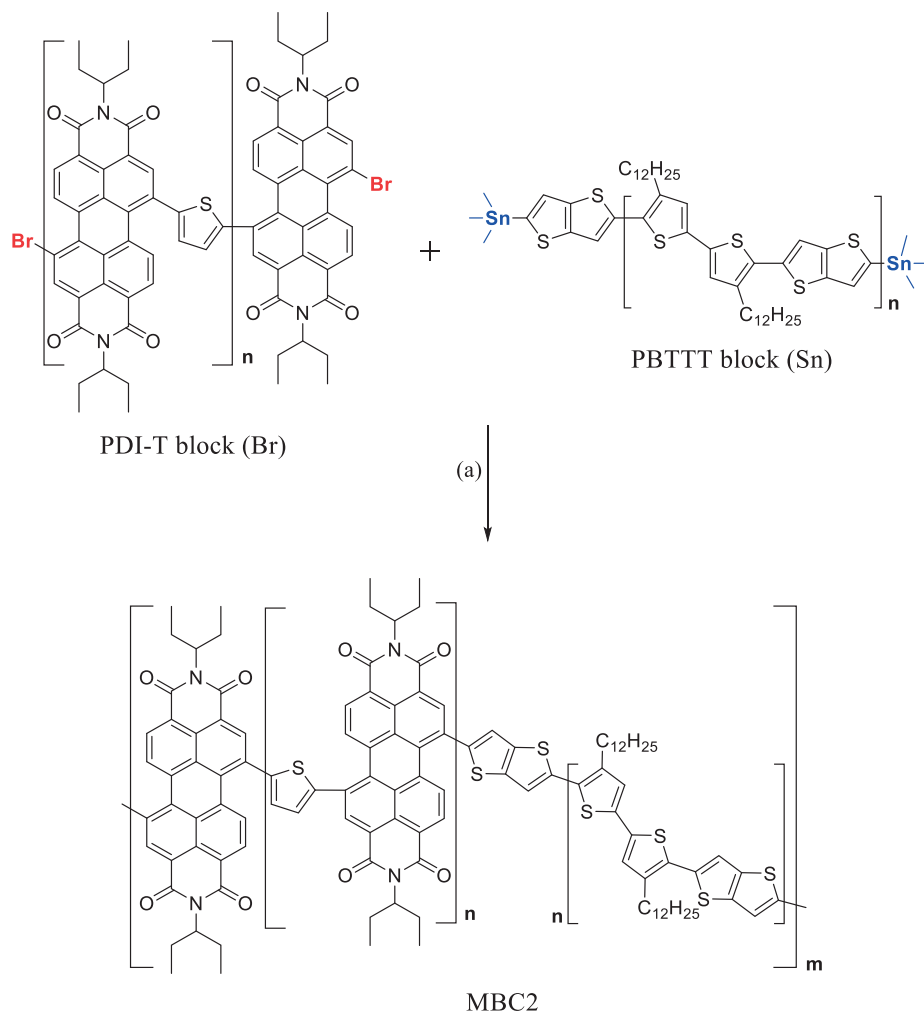 O N O
O N O
C12H25
Br
S S S S
Br
+
Sn S S S Sn
n
C12H25
O N O
O N O
n
PBTTT block (Sn)
PDI-T block (Br)
(a)
O N O
O N O
C12H25
S S S
S S S
S
C12H25
S
O N O
O N O
n
n
m
MBC2